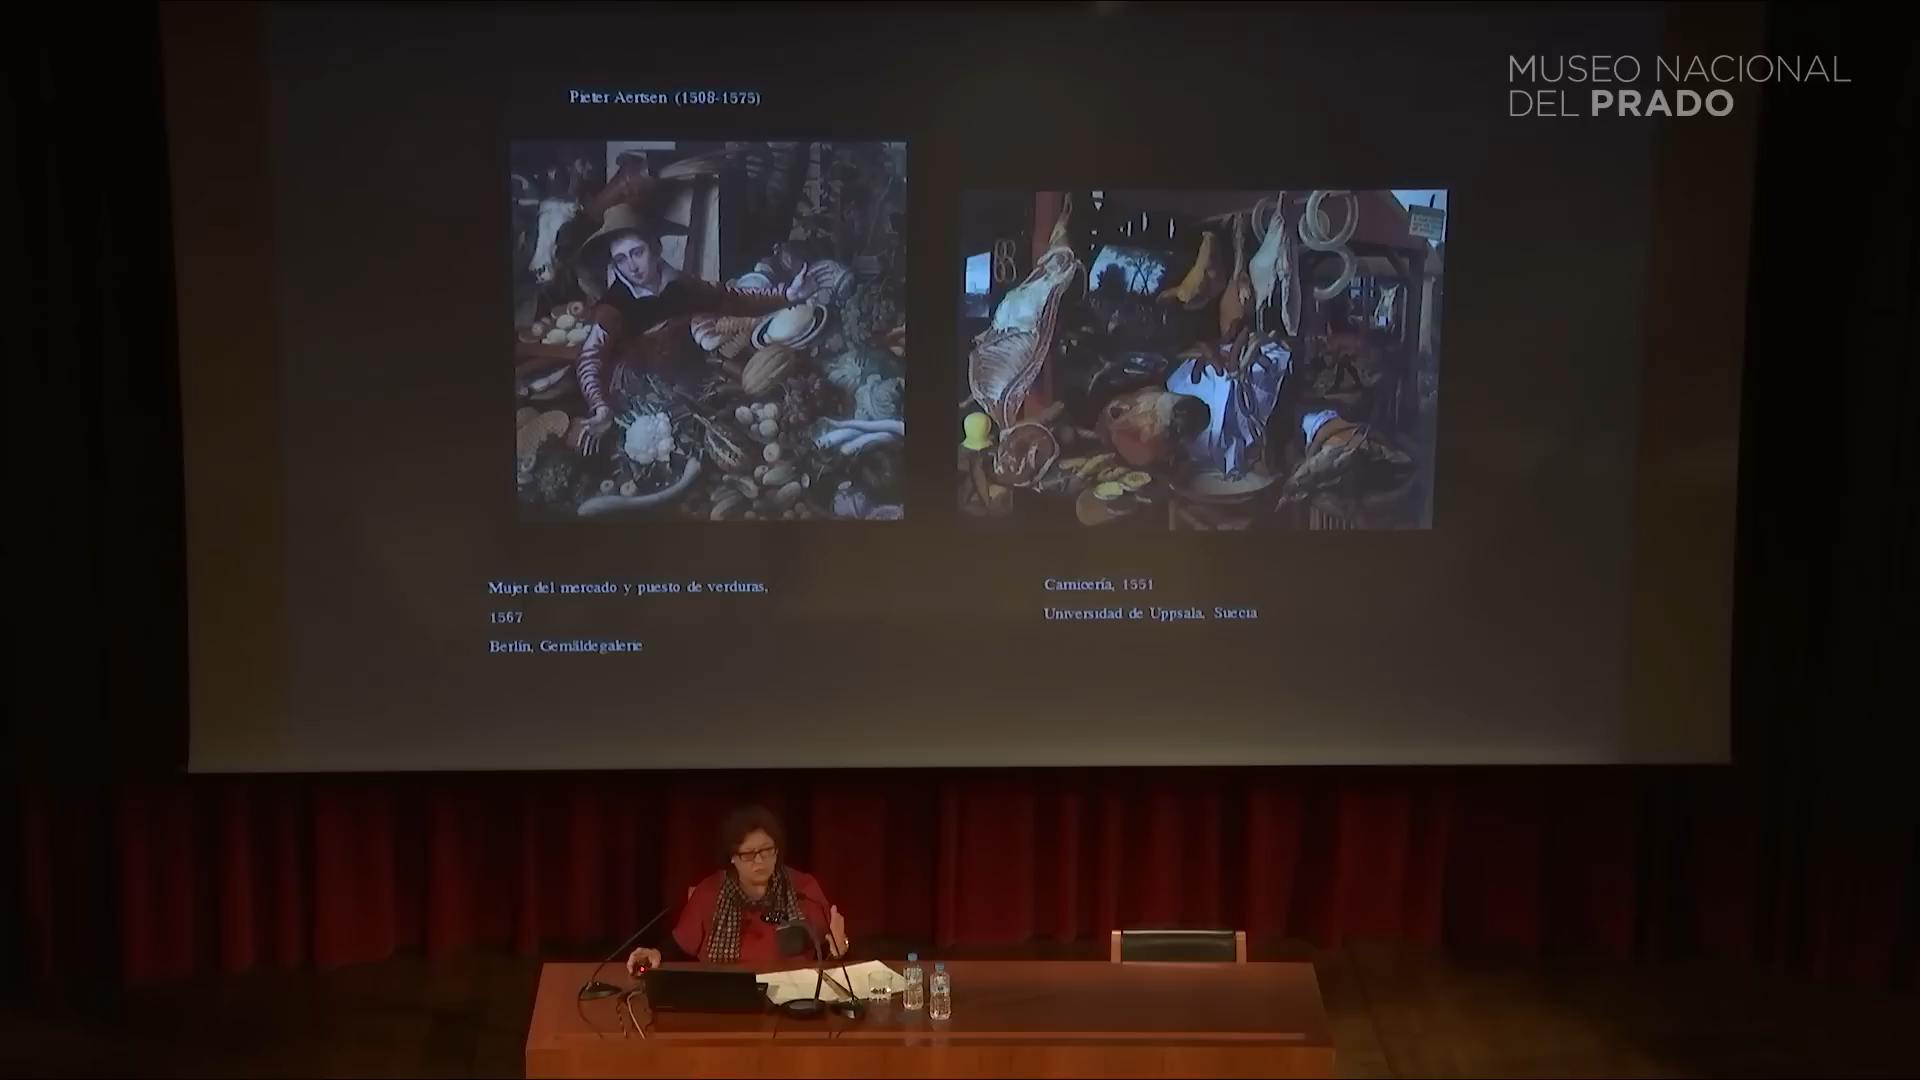 MUSEO NACIONAL
DEL PRADO
Pieter Aertsen (1508-1575)
Mujer del mercado y puesto de verduras,
1567
Berlín, Gemäldegalerie
Carnicería, 1551
Universidad de Uppsala, Suecia